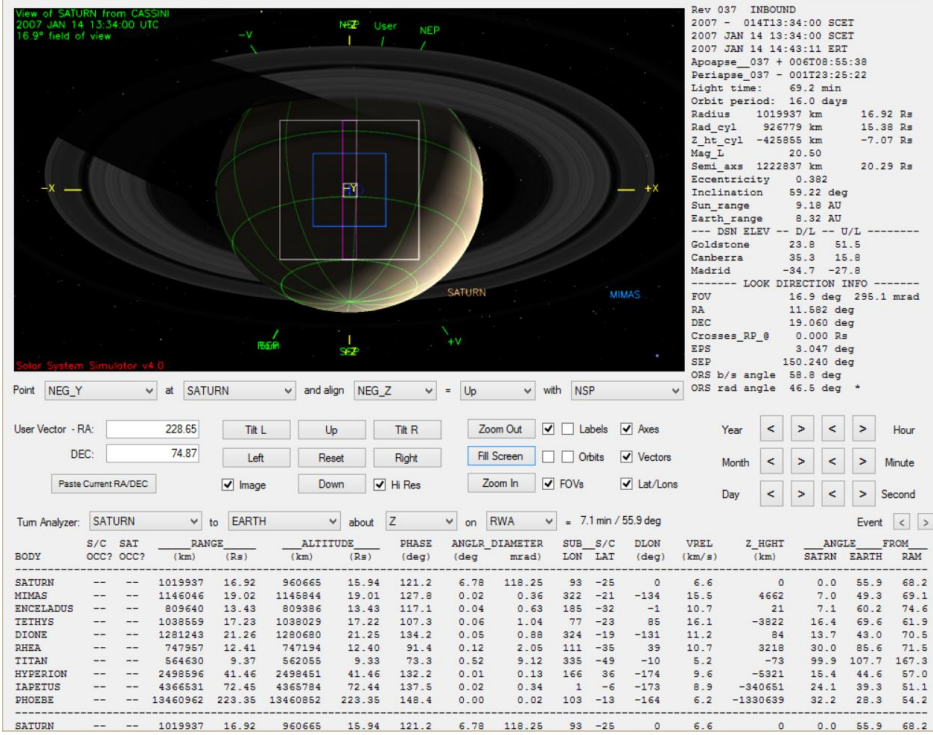 View of SATURN from CASSINI
2007 JAN 14 13:34:00 UTC
16.9° field of view
-V
User
NEP
-X
-Y
+X
SATURN
MIMAS
+V
Solar System Simulator v4.0
Rev 037 INBOUND
2007 - 014T13:34:00 SCET
2007 JAN 14 13:34:00 SCET
2007 JAN 14 14:43:11 ERT
Apoapse__037 + 006T08:55:38
Periapse_037 - 001T23:25:22
Light time: 69.2 min
Orbit period: 16.0 days
Radius 1019937 km 16.92 Rs
Rad_cyl 926779 km 15.38 Rs
Z_ht_cyl -425855 km -7.07 Rs
Mag_L 20.50
Semi_axs 1222837 km 20.29 Rs
Eccentricity 0.382
Inclination 59.22 deg
Sun_range 9.18 AU
Earth_range 8.32 AU
--- DSN ELEV -- D/L -- U/L --------
Goldstone 23.8 51.5
Canberra 35.3 15.8
Madrid -34.7 -27.8
------- LOOK DIRECTION INFO -------
FOV 16.9 deg 295.1 mrad
RA 11.582 deg
DEC 19.060 deg
Crosses_RP_@ 0.000 Rs
EPS 3.047 deg
SEP 150.240 deg
ORS b/s angle 58.8 deg
ORS rad angle 46.5 deg *
Point NEG_Y at SATURN and align NEG_Z = Up with NSP
User Vector - RA: 228.65 Tilt L Up Tilt R Zoom Out Labels Axes Year < > < > Hour
DEC: 74.87 Left Reset Right Fill Screen Orbits Vectors Month < > < > Minute
Paste Current RA/DEC Image Down Hi Res Zoom In FOVs Lat/Lons Day < > < > Second
Turn Analyzer: SATURN to EARTH about Z on RWA = 7.1 min / 55.9 deg Event < >
S/C SAT RANGE ALTITUDE PHASE ANGLR_DIAMETER SUB_S/C DLON VREL Z_HGHT ANGLE FROM
BODY OCC? OCC? (km) (Rs) (km) (Rs) (deg) (deg mrad) LON LAT (deg) (km/s) (km) SATRN EARTH RAM
SATURN -- -- 1019937 16.92 960665 15.94 121.2 6.78 118.25 93 -25 0 6.6 0 0.0 55.9 68.2
MIMAS -- -- 1146046 19.02 1145844 19.01 127.8 0.02 0.36 322 -21 -134 15.5 4662 7.0 49.3 69.1
ENCELADUS -- -- 809640 13.43 809386 13.43 117.1 0.04 0.63 185 -32 -1 10.7 21 7.1 60.2 74.6
TETHYS -- -- 1038559 17.23 1038029 17.22 107.3 0.06 1.04 77 -23 85 16.1 -3822 16.4 69.6 61.9
DIONE -- -- 1281243 21.26 1280680 21.25 134.2 0.05 0.88 324 -19 -131 11.2 84 13.7 43.0 70.5
RHEA -- -- 747957 12.41 747194 12.40 91.4 0.12 2.05 111 -35 39 10.7 3218 30.0 85.6 71.5
TITAN -- -- 564630 9.37 562055 9.33 73.3 0.52 9.12 335 -49 -10 5.2 -73 99.9 107.7 167.3
HYPERION -- -- 2498596 41.46 2498451 41.46 132.2 0.01 0.13 166 36 -174 9.6 -5321 15.4 44.6 57.0
IAPETUS -- -- 4366531 72.45 4365784 72.44 137.5 0.02 0.34 1 -6 -173 8.9 -340651 24.1 39.3 51.1
PHOEBE -- -- 13460962 223.35 13460852 223.35 148.4 0.00 0.02 103 -13 -164 6.2 -1330639 32.2 28.3 54.2
SATURN -- -- 1019937 16.92 960665 15.94 121.2 6.78 118.25 93 -25 0 6.6 0 0.0 55.9 68.2